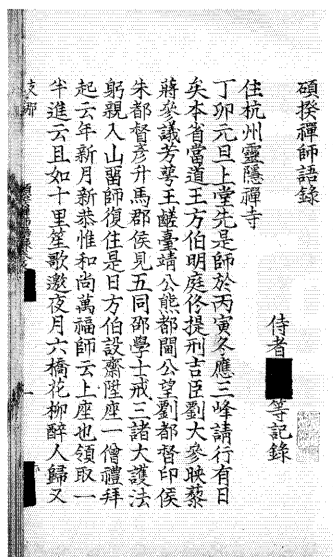 碩揆禪師語錄
侍者 等記錄
住杭州靈隱禪寺
丁卯元旦上堂先是師於丙寅冬應三峰請行有日
矣本省當道王方伯明庭佟提刑吉臣劉大參映藜
蔣參議芳㙯王鹺臺靖公熊都閫公望劉都督印侯
朱都督彦升馬郡侯見五同邵學士戒三諸大護法
躬親入山留師復住是日方伯設齋陞座一僧禮拜
起云年新月新恭惟和尚萬福師云上座也領取一
半進云且如十里笙歌邀夜月六橋花柳醉人歸又
支那
一